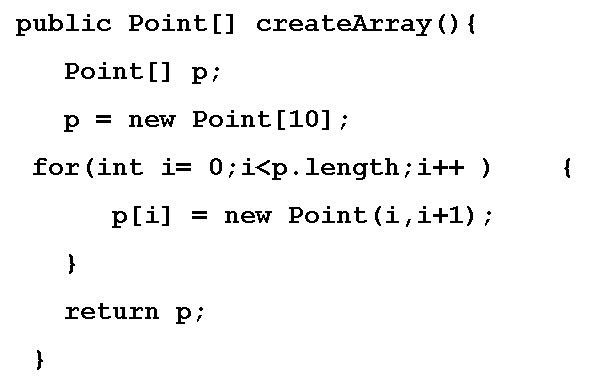 public Point[] createArray(){
Point[] p;
p = new Point[10];
for(int i= 0;i<p.length;i++ ) {
p[i] = new Point(i,i+1);
}
return p;
}